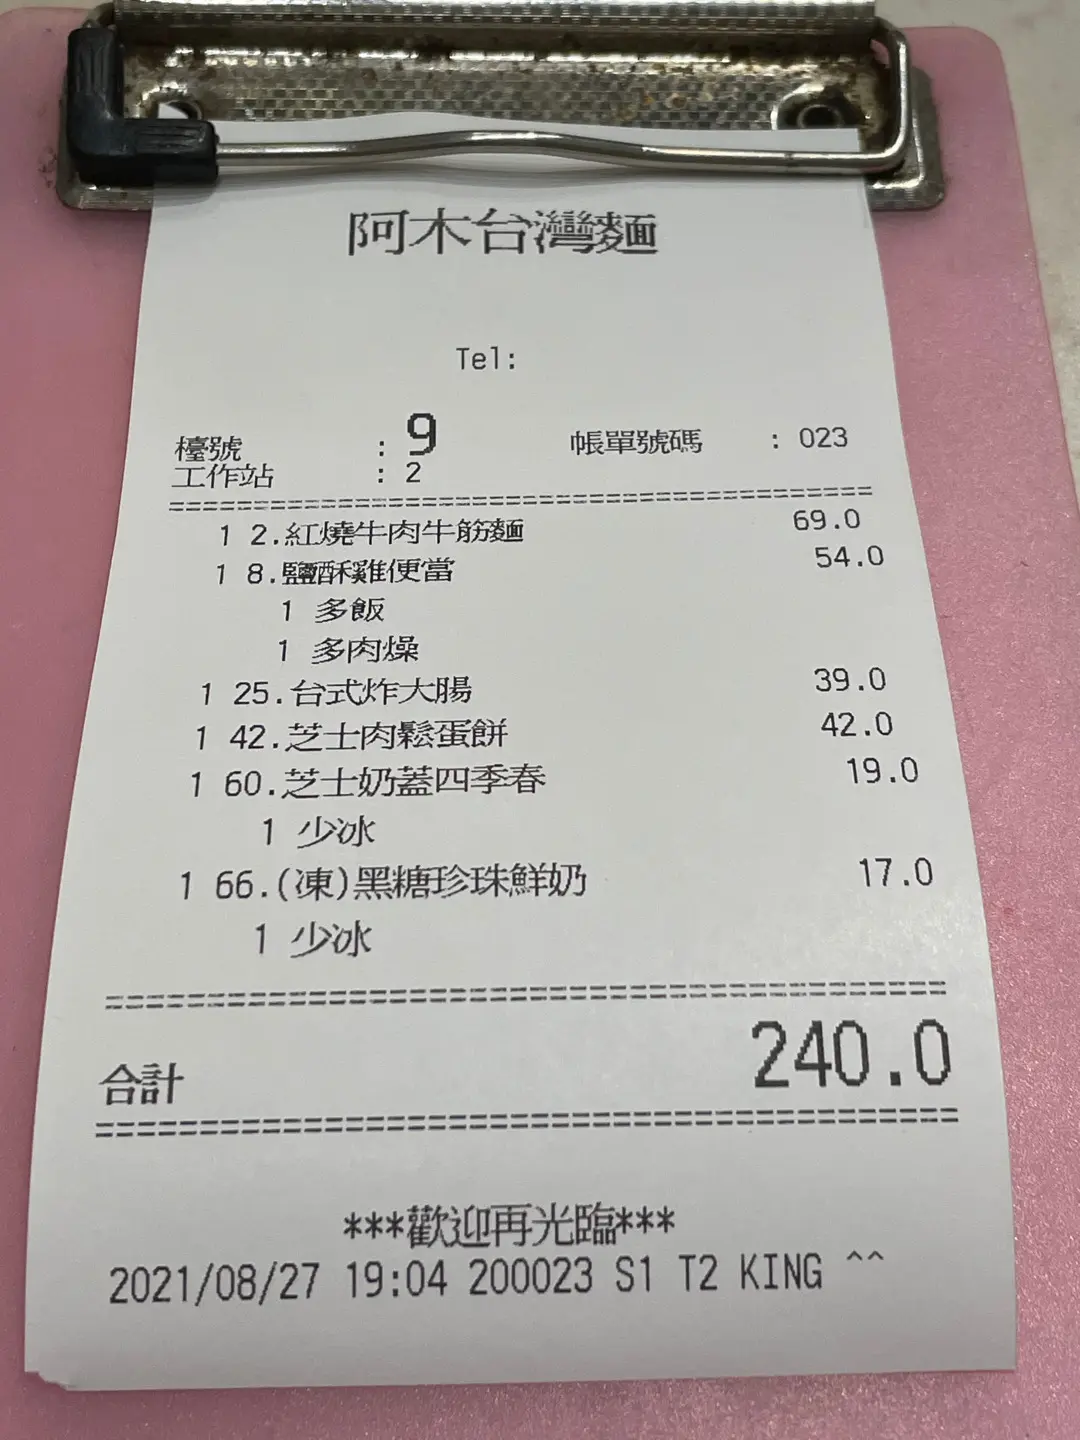 阿木台灣麵
Tel:
檯號 : 9 帳單號碼 : 023
工作站 : 2
1 2.紅燒牛肉牛筋麵 69.0
1 8.鹽酥雞便當 54.0
1 多飯
1 多肉燥
1 25.台式炸大腸 39.0
1 42.芝士肉鬆蛋餅 42.0
1 60.芝士奶蓋四季春 19.0
1 少冰
1 66.(凍)黑糖珍珠鮮奶 17.0
1 少冰
合計 240.0
***歡迎再光臨***
2021/08/27 19:04 200023 S1 T2 KING ^^